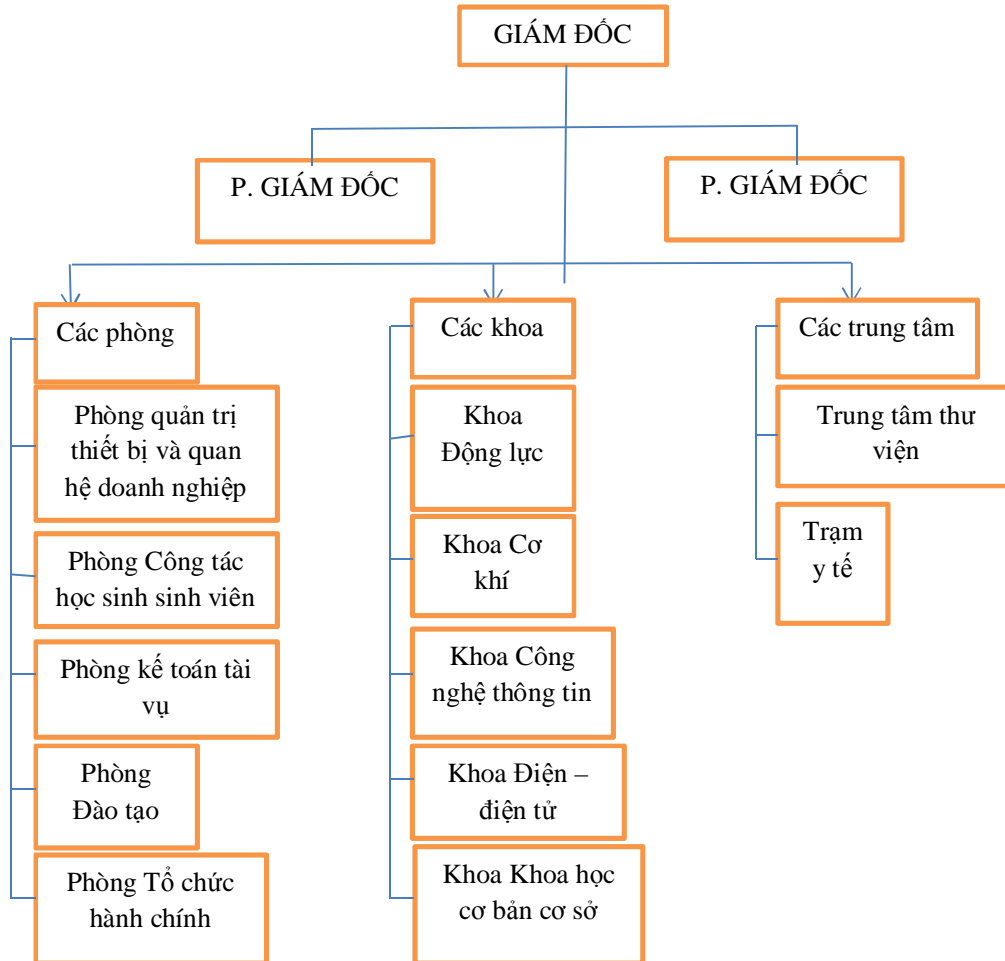 GIÁM ĐỐC
P. GIÁM ĐỐC
P. GIÁM ĐỐC
Các phòng
Phòng quản trị
thiết bị và quan
hệ doanh nghiệp
Phòng Công tác
học sinh sinh viên
Phòng kế toán tài
vụ
Phòng
Đào tạo
Phòng Tổ chức
hành chính
Các khoa
Khoa
Động lực
Khoa Cơ
khí
Khoa Công
nghệ thông tin
Khoa Điện –
điện tử
Khoa Khoa học
cơ bản cơ sở
Các trung tâm
Trung tâm thư
viện
Trạm
y tế